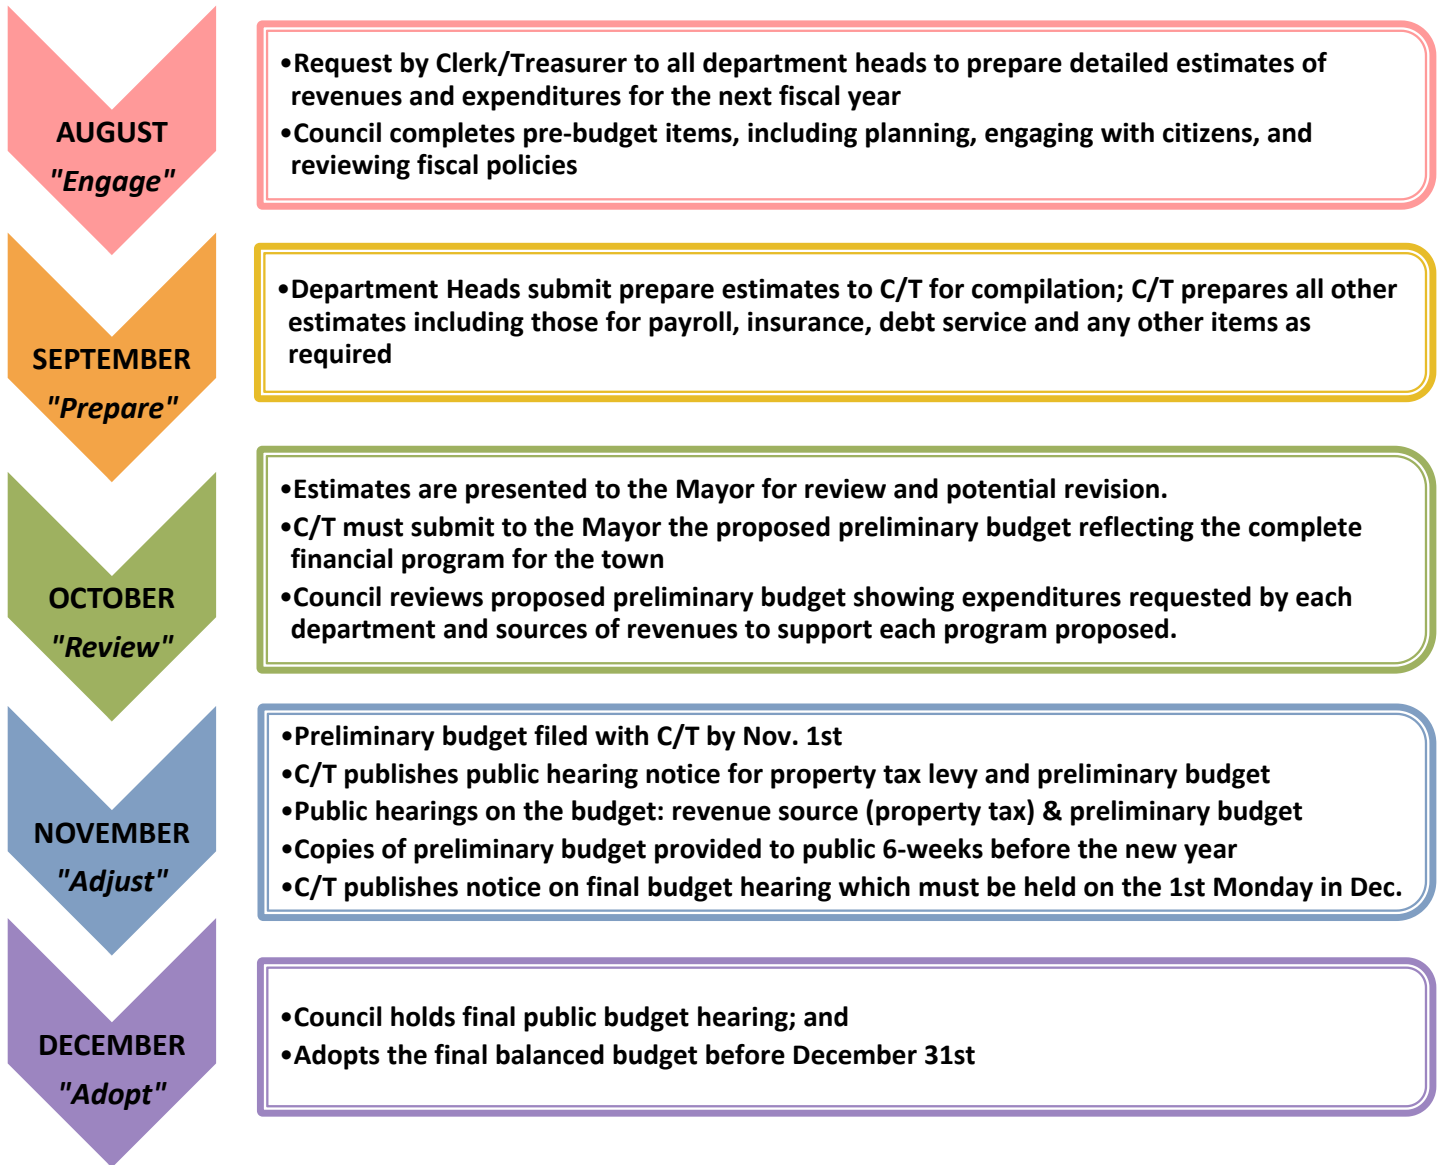 AUGUST
"Engage"
•Request by Clerk/Treasurer to all department heads to prepare detailed estimates of
revenues and expenditures for the next fiscal year
•Council completes pre-budget items, including planning, engaging with citizens, and
reviewing fiscal policies
SEPTEMBER
"Prepare"
•Department Heads submit prepare estimates to C/T for compilation; C/T prepares all other
estimates including those for payroll, insurance, debt service and any other items as
required
OCTOBER
"Review"
•Estimates are presented to the Mayor for review and potential revision.
•C/T must submit to the Mayor the proposed preliminary budget reflecting the complete
financial program for the town
•Council reviews proposed preliminary budget showing expenditures requested by each
department and sources of revenues to support each program proposed.
NOVEMBER
"Adjust"
•Preliminary budget filed with C/T by Nov. 1st
•C/T publishes public hearing notice for property tax levy and preliminary budget
•Public hearings on the budget: revenue source (property tax) & preliminary budget
•Copies of preliminary budget provided to public 6-weeks before the new year
•C/T publishes notice on final budget hearing which must be held on the 1st Monday in Dec.
DECEMBER
"Adopt"
•Council holds final public budget hearing; and
•Adopts the final balanced budget before December 31st